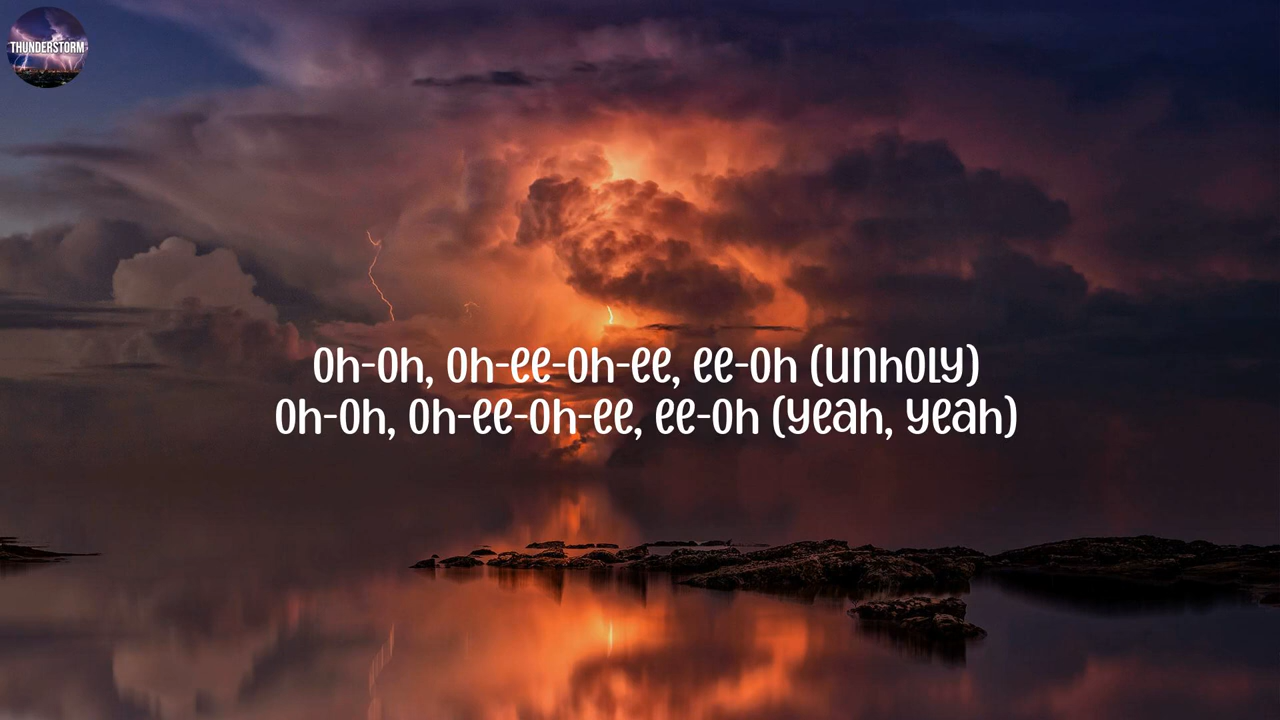 THUNDERSTORM
Oh-Oh, Oh-ee-Oh-ee, ee-Oh (Unholy)
Oh-Oh, Oh-ee-Oh-ee, ee-Oh (Yeah, Yeah)